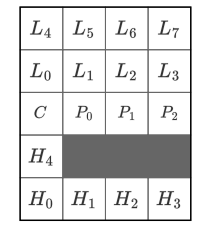 L₄ L₅ L₆ L₇
L₀ L₁ L₂ L₃
C P₀ P₁ P₂
H₄
H₀ H₁ H₂ H₃